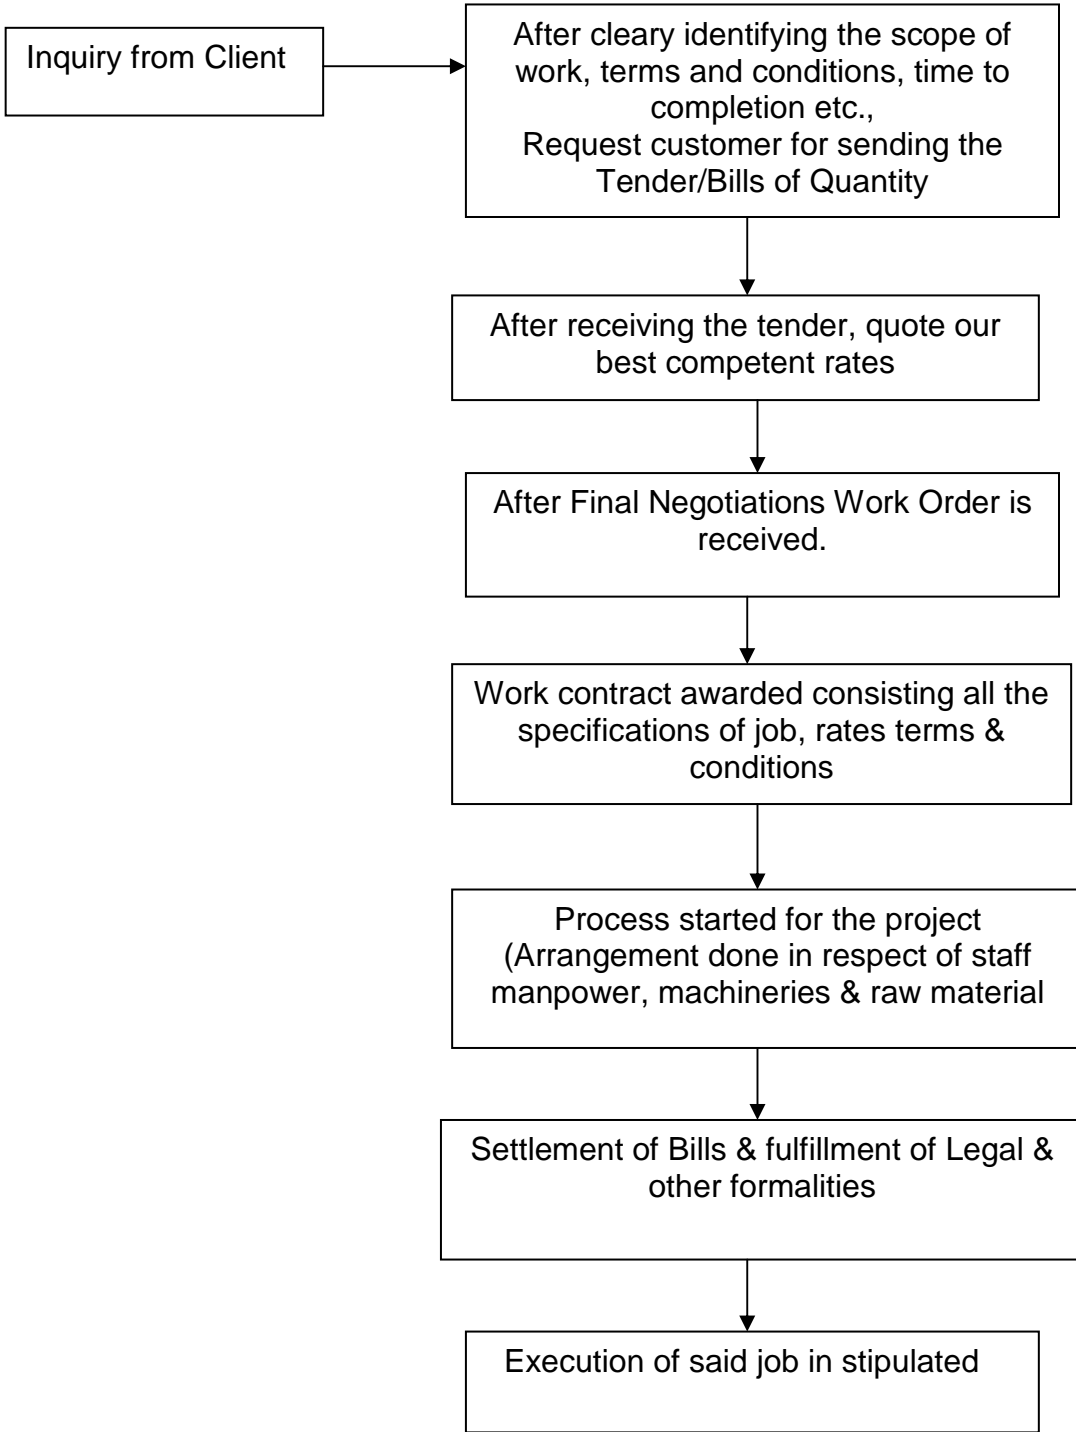 Inquiry from Client
After cleary identifying the scope of
work, terms and conditions, time to
completion etc.,
Request customer for sending the
Tender/Bills of Quantity
After receiving the tender, quote our
best competent rates
After Final Negotiations Work Order is
received.
Work contract awarded consisting all the
specifications of job, rates terms &
conditions
Process started for the project
(Arrangement done in respect of staff
manpower, machineries & raw material
Settlement of Bills & fulfillment of Legal &
other formalities
Execution of said job in stipulated